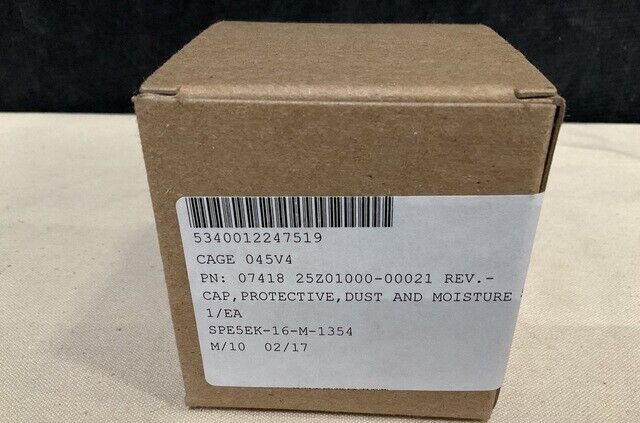 5340012247519
CAGE 045V4
PN: 07418 25Z01000-00021 REV.-
CAP,PROTECTIVE,DUST AND MOISTURE
1/EA
SPE5EK-16-M-1354
M/10 02/17